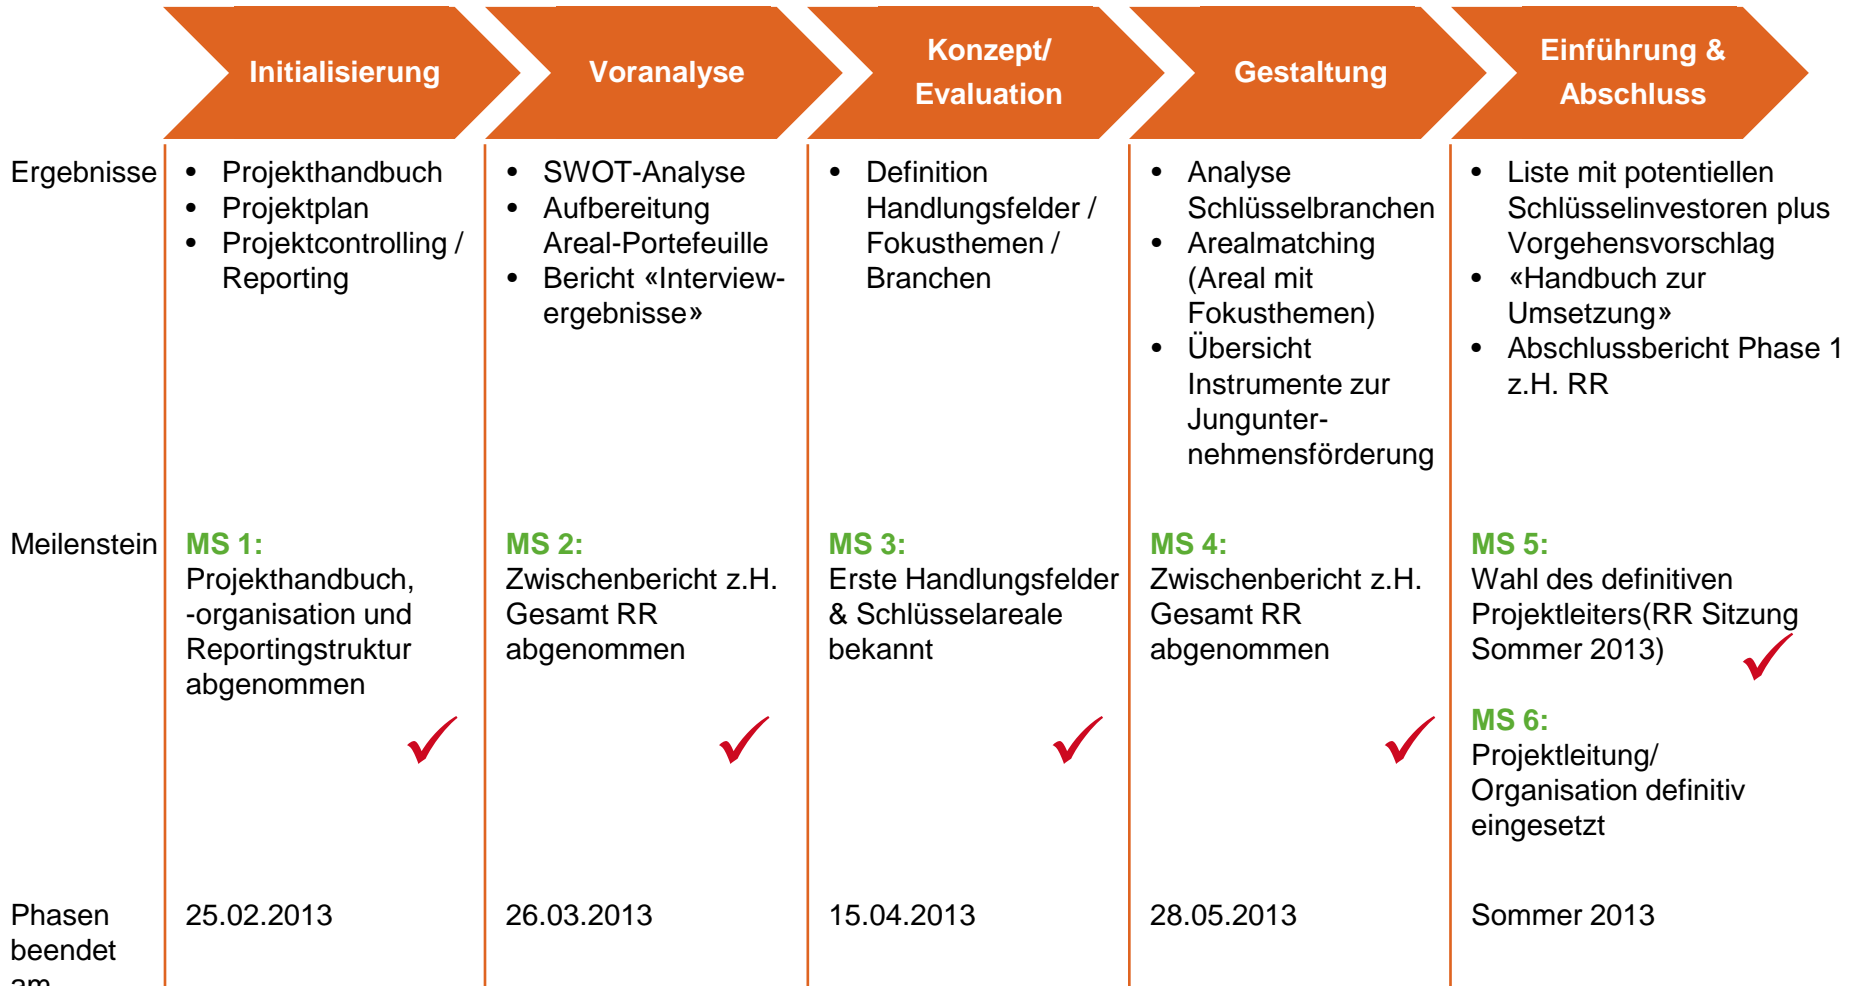 Initialisierung
Voranalyse
Konzept/
Evaluation
Gestaltung
Einführung &
Abschluss
Ergebnisse
• Projekthandbuch
• Projektplan
• Projektcontrolling /
Reporting
• SWOT-Analyse
• Aufbereitung
Areal-Portefeuille
• Bericht «Interview-
ergebnisse»
• Definition
Handlungsfelder /
Fokusthemen /
Branchen
• Analyse
Schlüsselbranchen
• Arealmatching
(Areal mit
Fokusthemen)
• Übersicht
Instrumente zur
Jungunter-
nehmensförderung
• Liste mit potentiellen
Schlüsselinvestoren plus
Vorgehensvorschlag
• «Handbuch zur
Umsetzung»
• Abschlussbericht Phase 1
z.H. RR
Meilenstein
MS 1:
Projekthandbuch,
-organisation und
Reportingstruktur
abgenommen
MS 2:
Zwischenbericht z.H.
Gesamt RR
abgenommen
MS 3:
Erste Handlungsfelder
& Schlüsselareale
bekannt
MS 4:
Zwischenbericht z.H.
Gesamt RR
abgenommen
MS 5:
Wahl des definitiven
Projektleiters(RR Sitzung
Sommer 2013)
MS 6:
Projektleitung/
Organisation definitiv
eingesetzt
Phasen
beendet
am
25.02.2013
26.03.2013
15.04.2013
28.05.2013
Sommer 2013